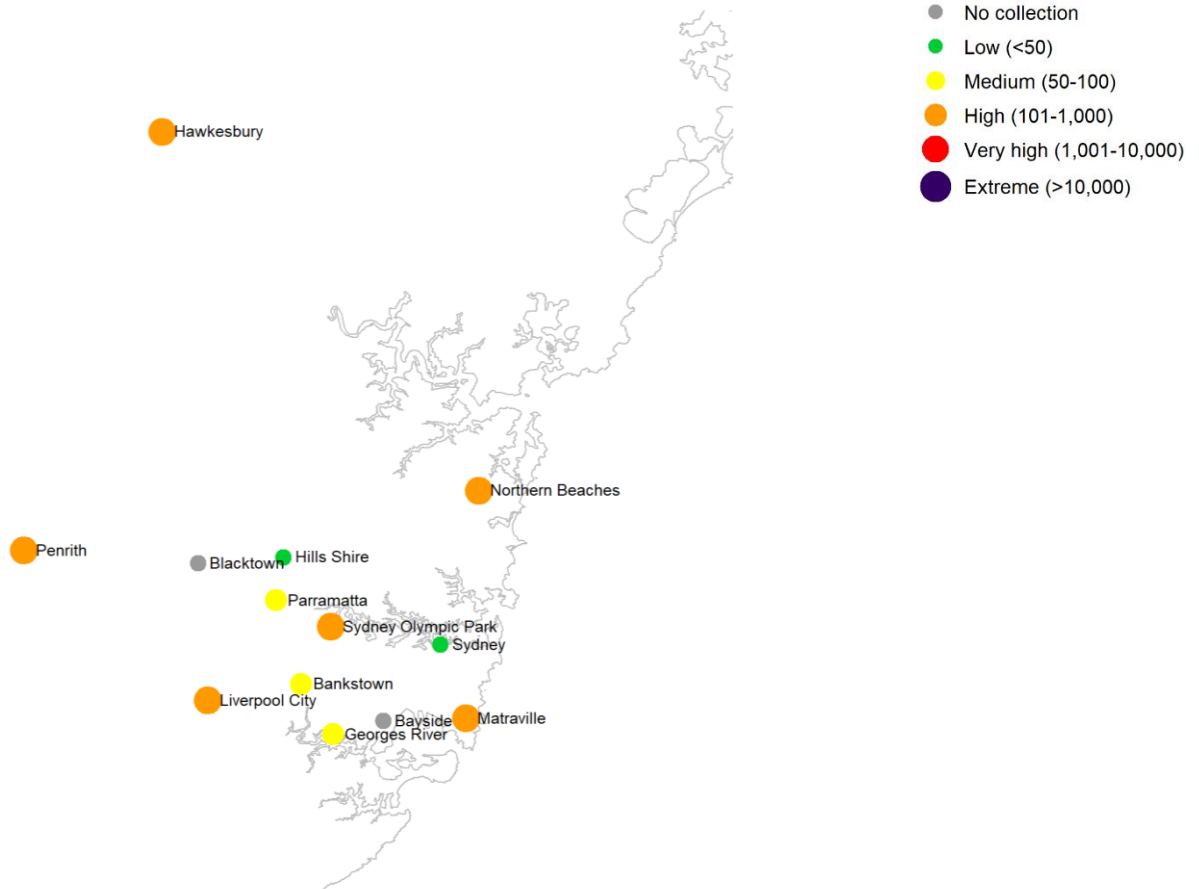 No collection
Low (<50)
Medium (50-100)
High (101-1,000)
Very high (1,001-10,000)
Extreme (>10,000)
Hawkesbury
Northern Beaches
Penrith
Blacktown
Hills Shire
Parramatta
Sydney Olympic Park
Sydney
Bankstown
Liverpool City
Bayside
Matraville
Georges River